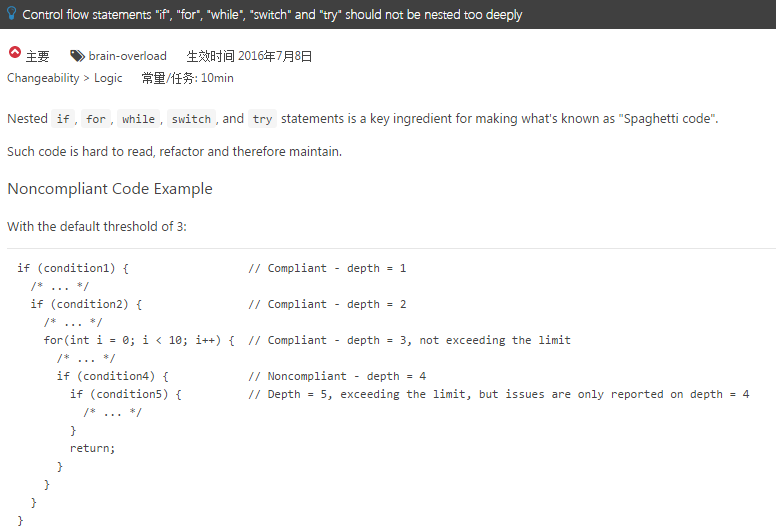 Control flow statements "if", "for", "while", "switch" and "try" should not be nested too deeply
主要 brain-overload 生效时间 2016年7月8日
Changeability > Logic 常量/任务: 10min
Nested if , for , while , switch , and try statements is a key ingredient for making what's known as "Spaghetti code".
Such code is hard to read, refactor and therefore maintain.
Noncompliant Code Example
With the default threshold of 3:
if (condition1) { // Compliant - depth = 1
/* ... */
if (condition2) { // Compliant - depth = 2
/* ... */
for(int i = 0; i < 10; i++) { // Compliant - depth = 3, not exceeding the limit
/* ... */
if (condition4) { // Noncompliant - depth = 4
if (condition5) { // Depth = 5, exceeding the limit, but issues are only reported on depth = 4
/* ... */
}
return;
}
}
}
}